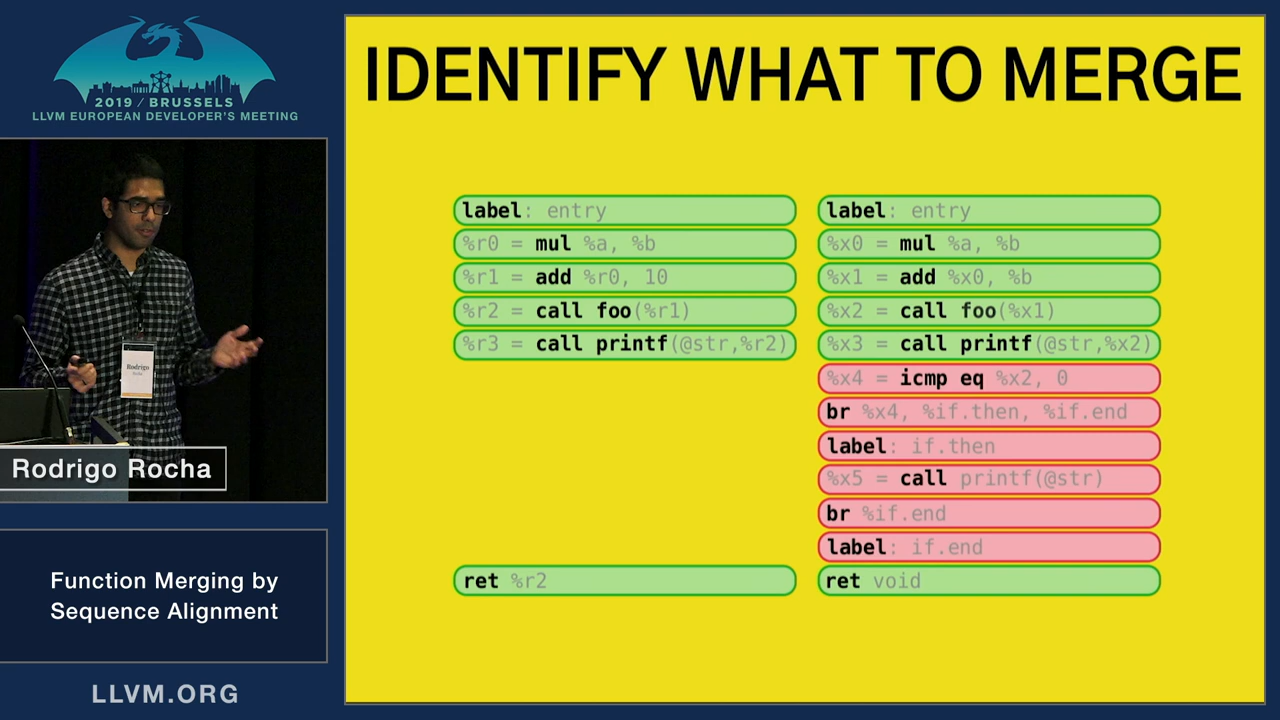 2019 / BRUSSELS
LLVM EUROPEAN DEVELOPER'S MEETING
Rodrigo
Rodrigo Rocha
Function Merging by
Sequence Alignment
LLVM.ORG
IDENTIFY WHAT TO MERGE
label: entry
%r0 = mul %a, %b
%r1 = add %r0, 10
%r2 = call foo(%r1)
%r3 = call printf(@str,%r2)
ret %r2
label: entry
%x0 = mul %a, %b
%x1 = add %x0, %b
%x2 = call foo(%x1)
%x3 = call printf(@str,%x2)
%x4 = icmp eq %x2, 0
br %x4, %if.then, %if.end
label: if.then
%x5 = call printf(@str)
br %if.end
label: if.end
ret void